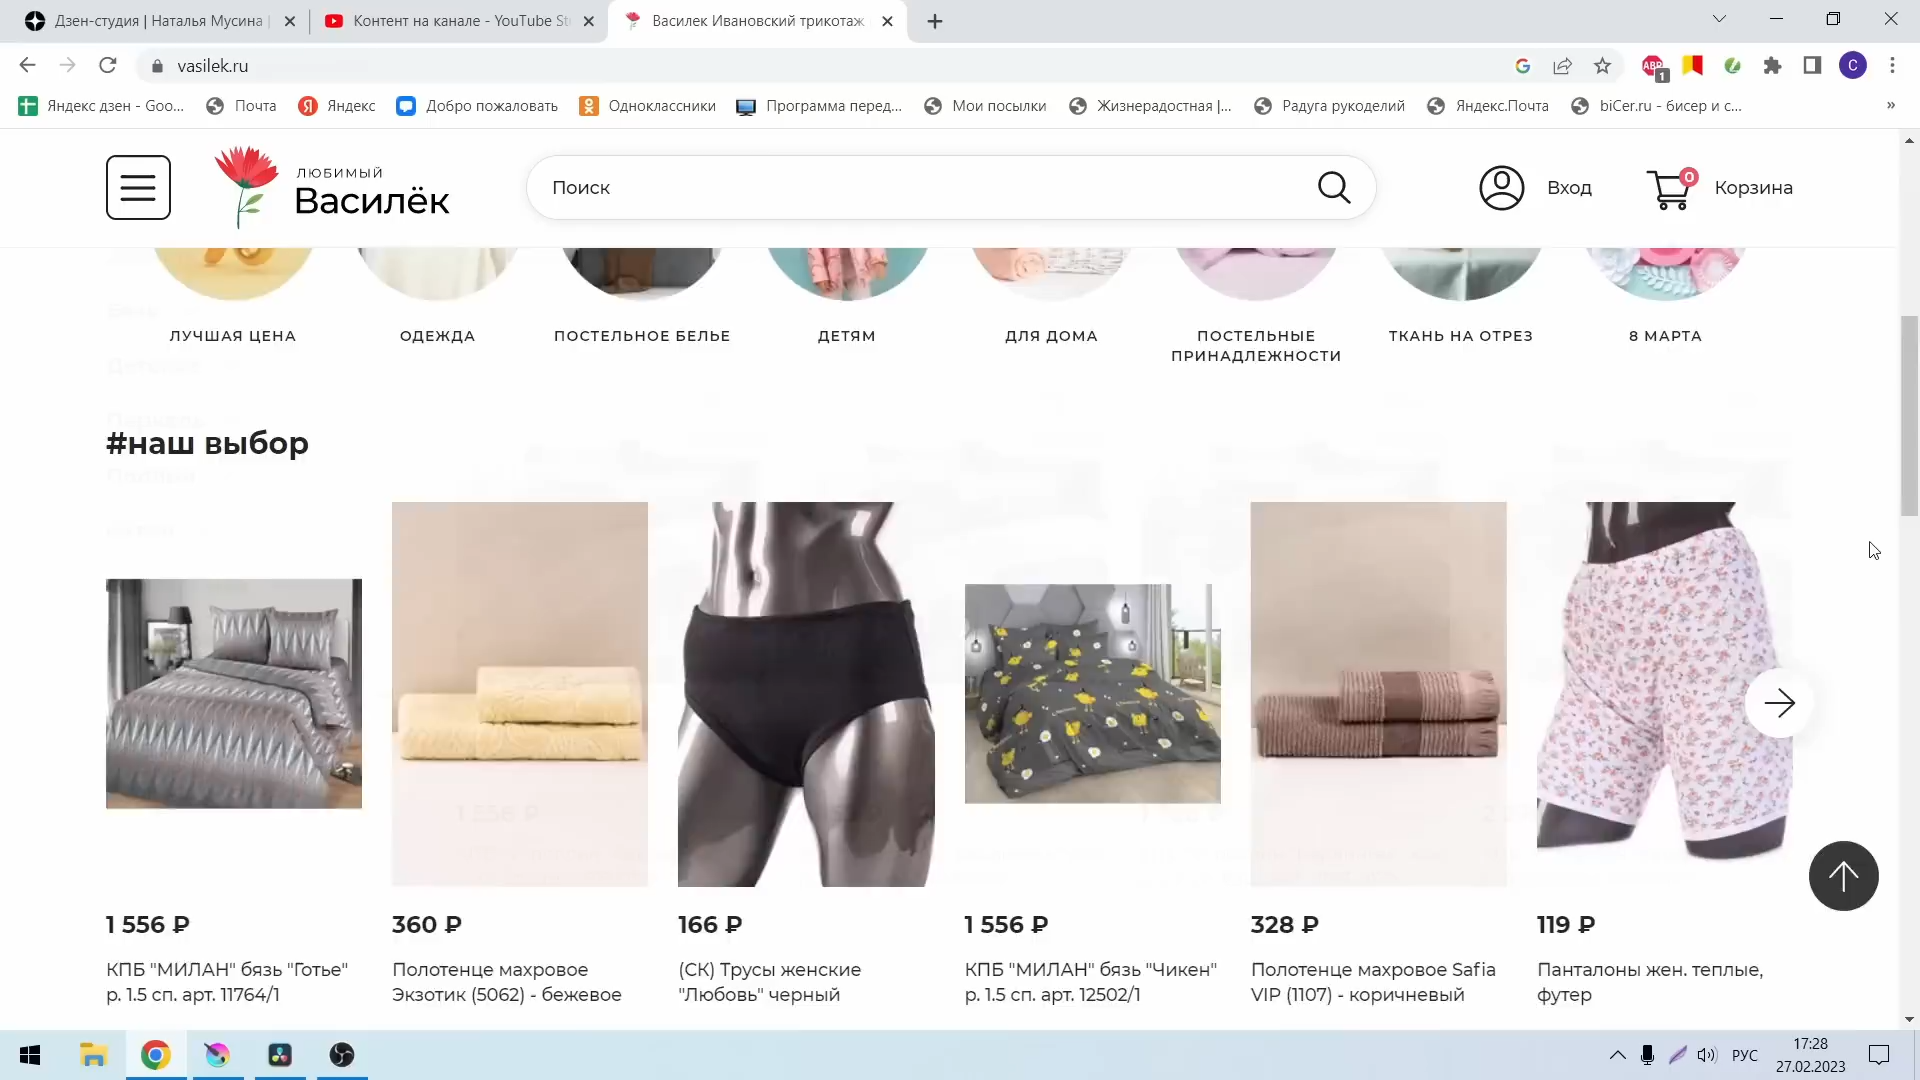 Дзен-студия | Наталья Мусина |
Контент на канале - YouTube St
Василек Ивановский трикотаж
vasilek.ru
ABP
1
C
Яндекс дзен - Goo...
Почта
Я
Яндекс
Добро пожаловать
Одноклассники
Программа перед...
Мои посылки
Жизнерадостная |...
Радуга рукоделий
Яндекс.Почта
biCer.ru - бисер и с...
»
ЛЮБИМЫЙ
Василёк
Поиск
Вход
0
Корзина
ЛУЧШАЯ ЦЕНА
ОДЕЖДА
ПОСТЕЛЬНОЕ БЕЛЬЕ
ДЕТЯМ
ДЛЯ ДОМА
ПОСТЕЛЬНЫЕ
ПРИНАДЛЕЖНОСТИ
ТКАНЬ НА ОТРЕЗ
8 МАРТА
#наш выбор
1 556 ₽
360 ₽
166 ₽
1 556 ₽
328 ₽
119 ₽
КПБ "МИЛАН" бязь "Готье"
р. 1.5 сп. арт. 11764/1
Полотенце махровое
Экзотик (5062) - бежевое
(СК) Трусы женские
"Любовь" черный
КПБ "МИЛАН" бязь "Чикен"
р. 1.5 сп. арт. 12502/1
Полотенце махровое Safia
VIP (1107) - коричневый
Панталоны жен. теплые,
футер
РУС
17:28
27.02.2023